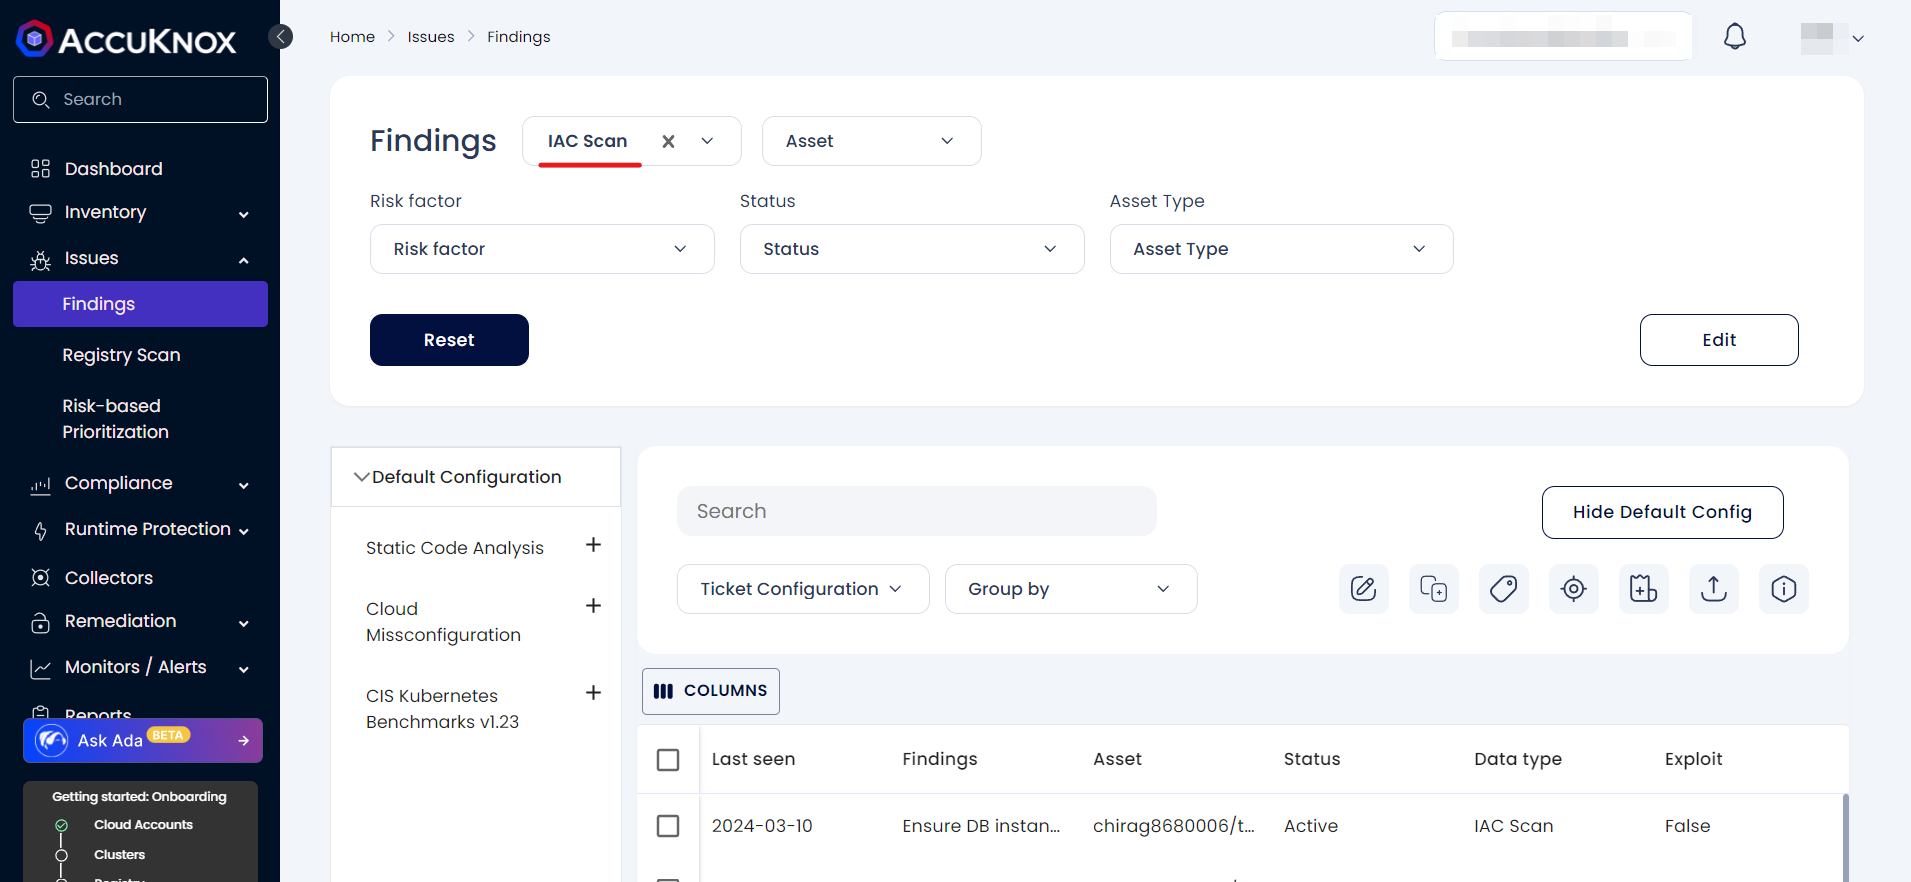 ACCUKNOX
Search
Dashboard
Inventory
Issues
Findings
Registry Scan
Risk-based
Prioritization
Compliance
Runtime Protection
Collectors
Remediation
Monitors / Alerts
Reports
Ask Ada BETA
Getting started: Onboarding
Cloud Accounts
Clusters
Registry
Home > Issues > Findings
Findings
IAC Scan
Asset
Risk factor
Status
Asset Type
Risk factor
Status
Asset Type
Reset
Edit
Default Configuration
Static Code Analysis
Cloud
Missconfiguration
CIS Kubernetes
Benchmarks v1.23
Search
Hide Default Config
Ticket Configuration
Group by
COLUMNS
Last seen Findings Asset Status Data type Exploit
2024-03-10 Ensure DB instan... chirag8680006/t... Active IAC Scan False